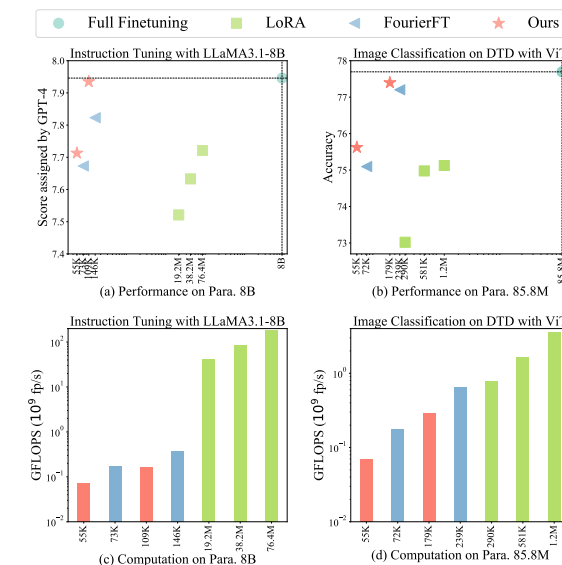 Full Finetuning LoRA FourierFT Ours
Instruction Tuning with LLaMA3.1-8B
Score assigned by GPT-4
8.0
7.9
7.8
7.7
7.6
7.5
7.4
55K
109K
146K
19.2M
38.2M
76.4M
8B
(a) Performance on Para. 8B
Image Classification on DTD with ViT
Accuracy
78
77
76
75
74
73
55K
72K
179K
239K
290K
581K
1.2M
85.8M
(b) Performance on Para. 85.8M
Instruction Tuning with LLaMA3.1-8B
GFLOPS (10⁹ fp/s)
10²
10¹
10⁰
10⁻¹
10⁻²
55K
73K
109K
146K
19.2M
38.2M
76.4M
(c) Computation on Para. 8B
Image Classification on DTD with ViT
GFLOPS (10⁹ fp/s)
10⁰
10⁻¹
10⁻²
55K
72K
179K
239K
290K
581K
1.2M
(d) Computation on Para. 85.8M